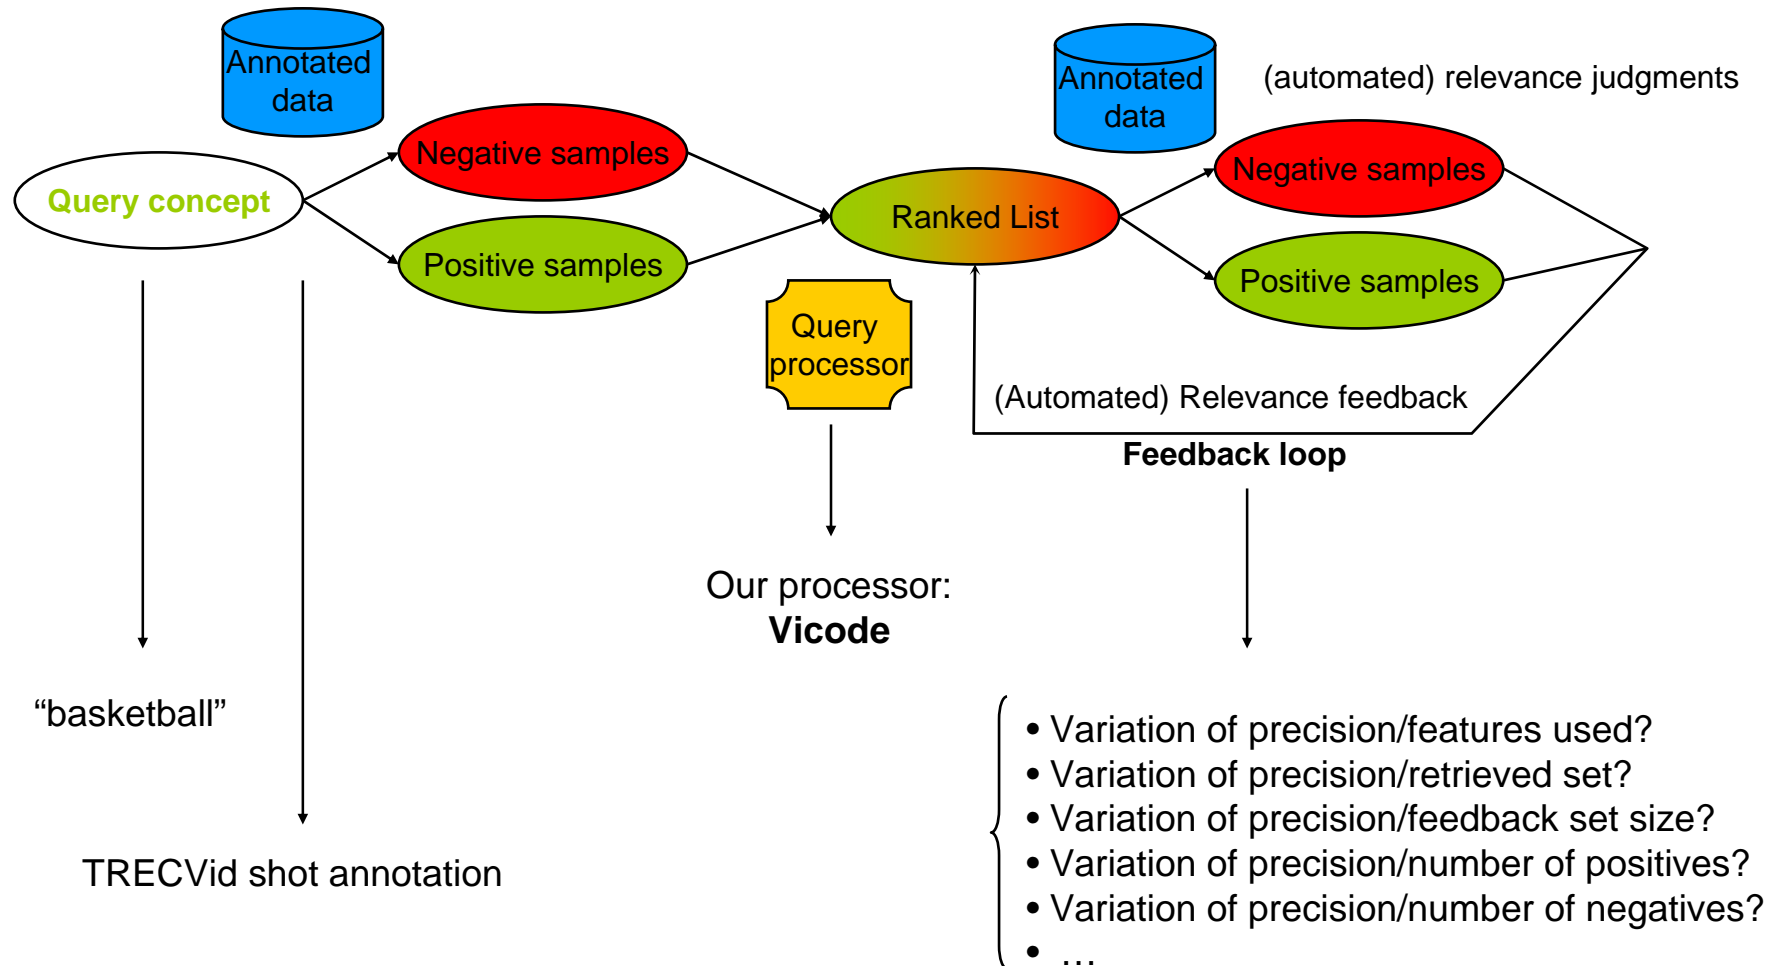 Annotated
data
Annotated
data
(automated) relevance judgments
Negative samples
Negative samples
Query concept
Ranked List
Positive samples
Positive samples
Query
processor
(Automated) Relevance feedback
Feedback loop
Our processor:
Vicode
“basketball”
TRECVid shot annotation
• Variation of precision/features used?
• Variation of precision/retrieved set?
• Variation of precision/feedback set size?
• Variation of precision/number of positives?
• Variation of precision/number of negatives?
• …